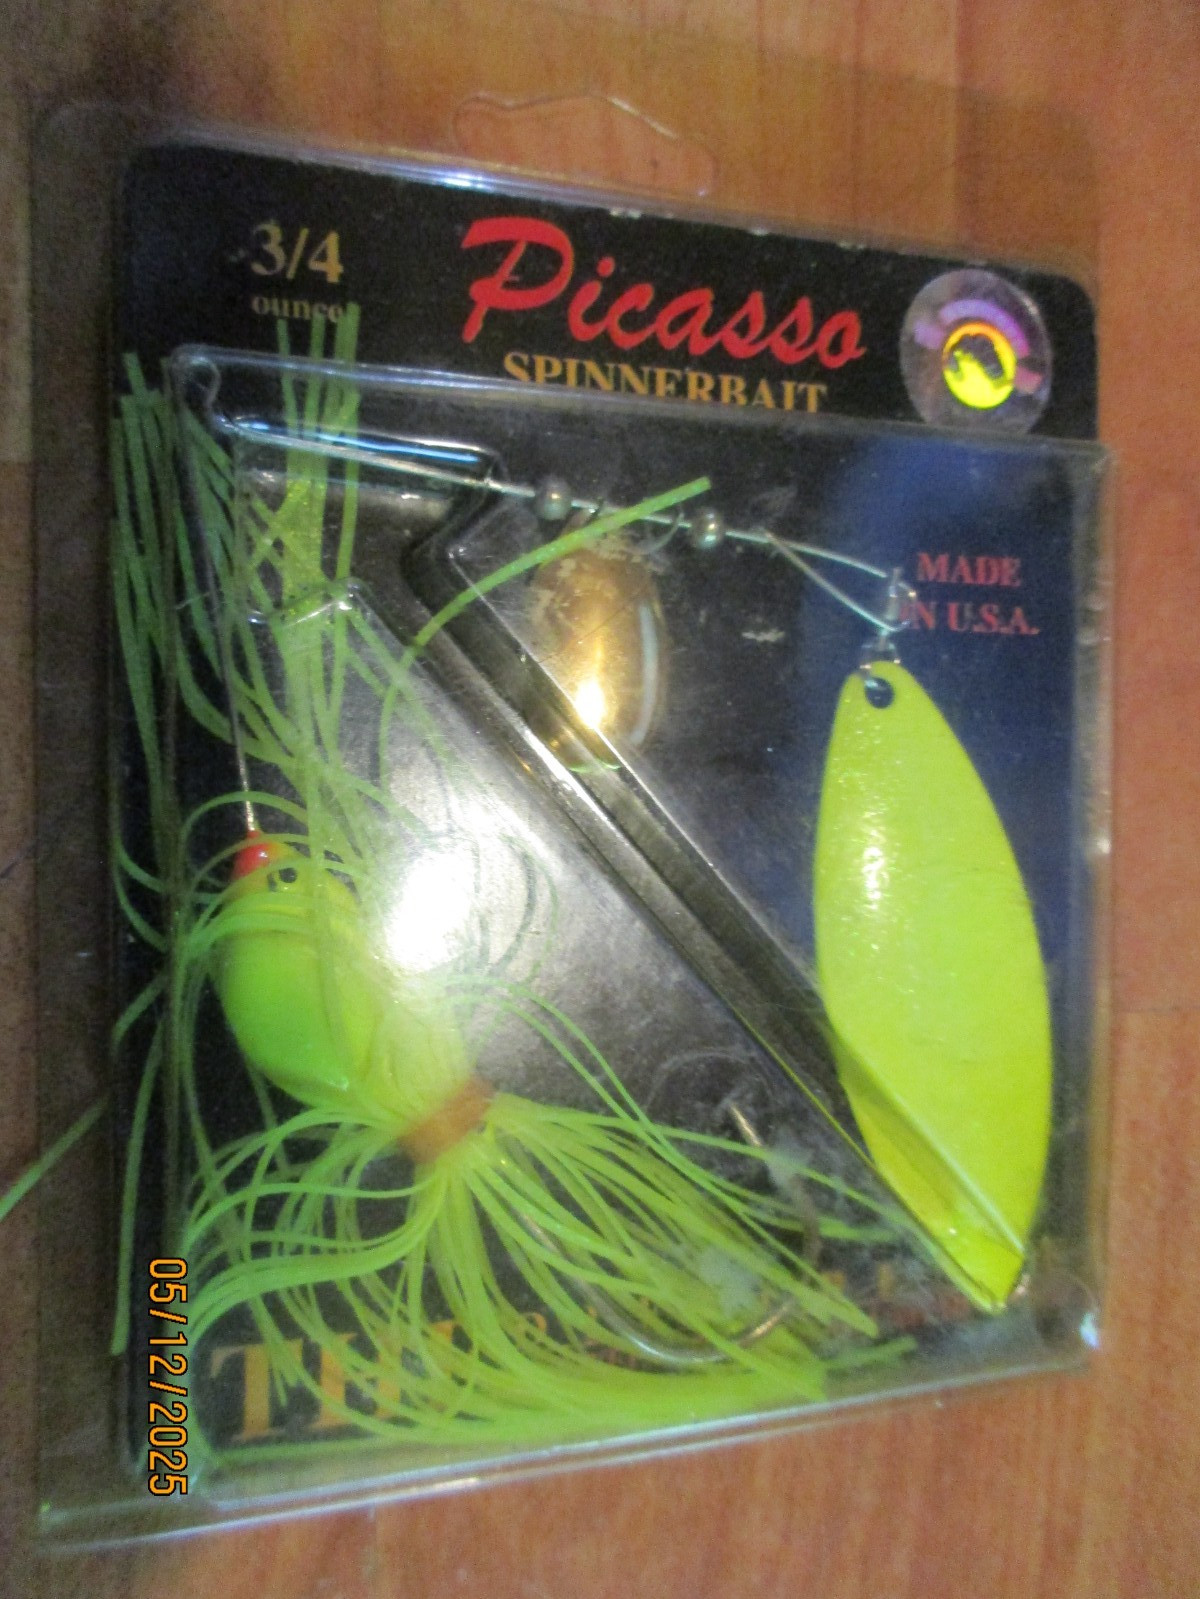 3/4
ounce
Picasso
SPINNERBAIT
MADE
IN U.S.A.
05/12/2025